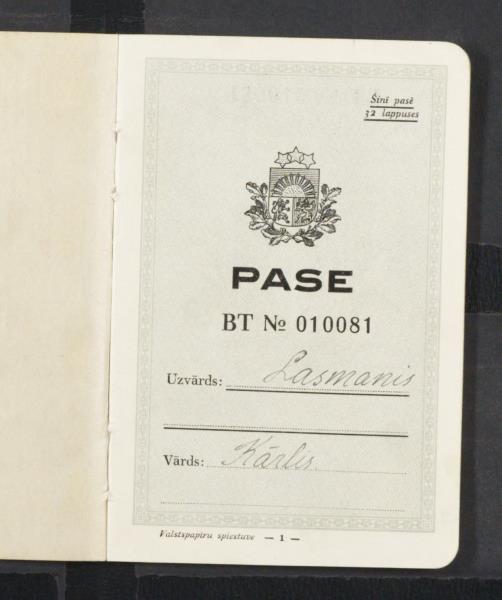 Šinī pasē
32 lappuses
PASE
BT № 010081
Uzvārds: Lasmanis
Vārds: Kārlis.
Valstspapīru spiestuve — 1 —